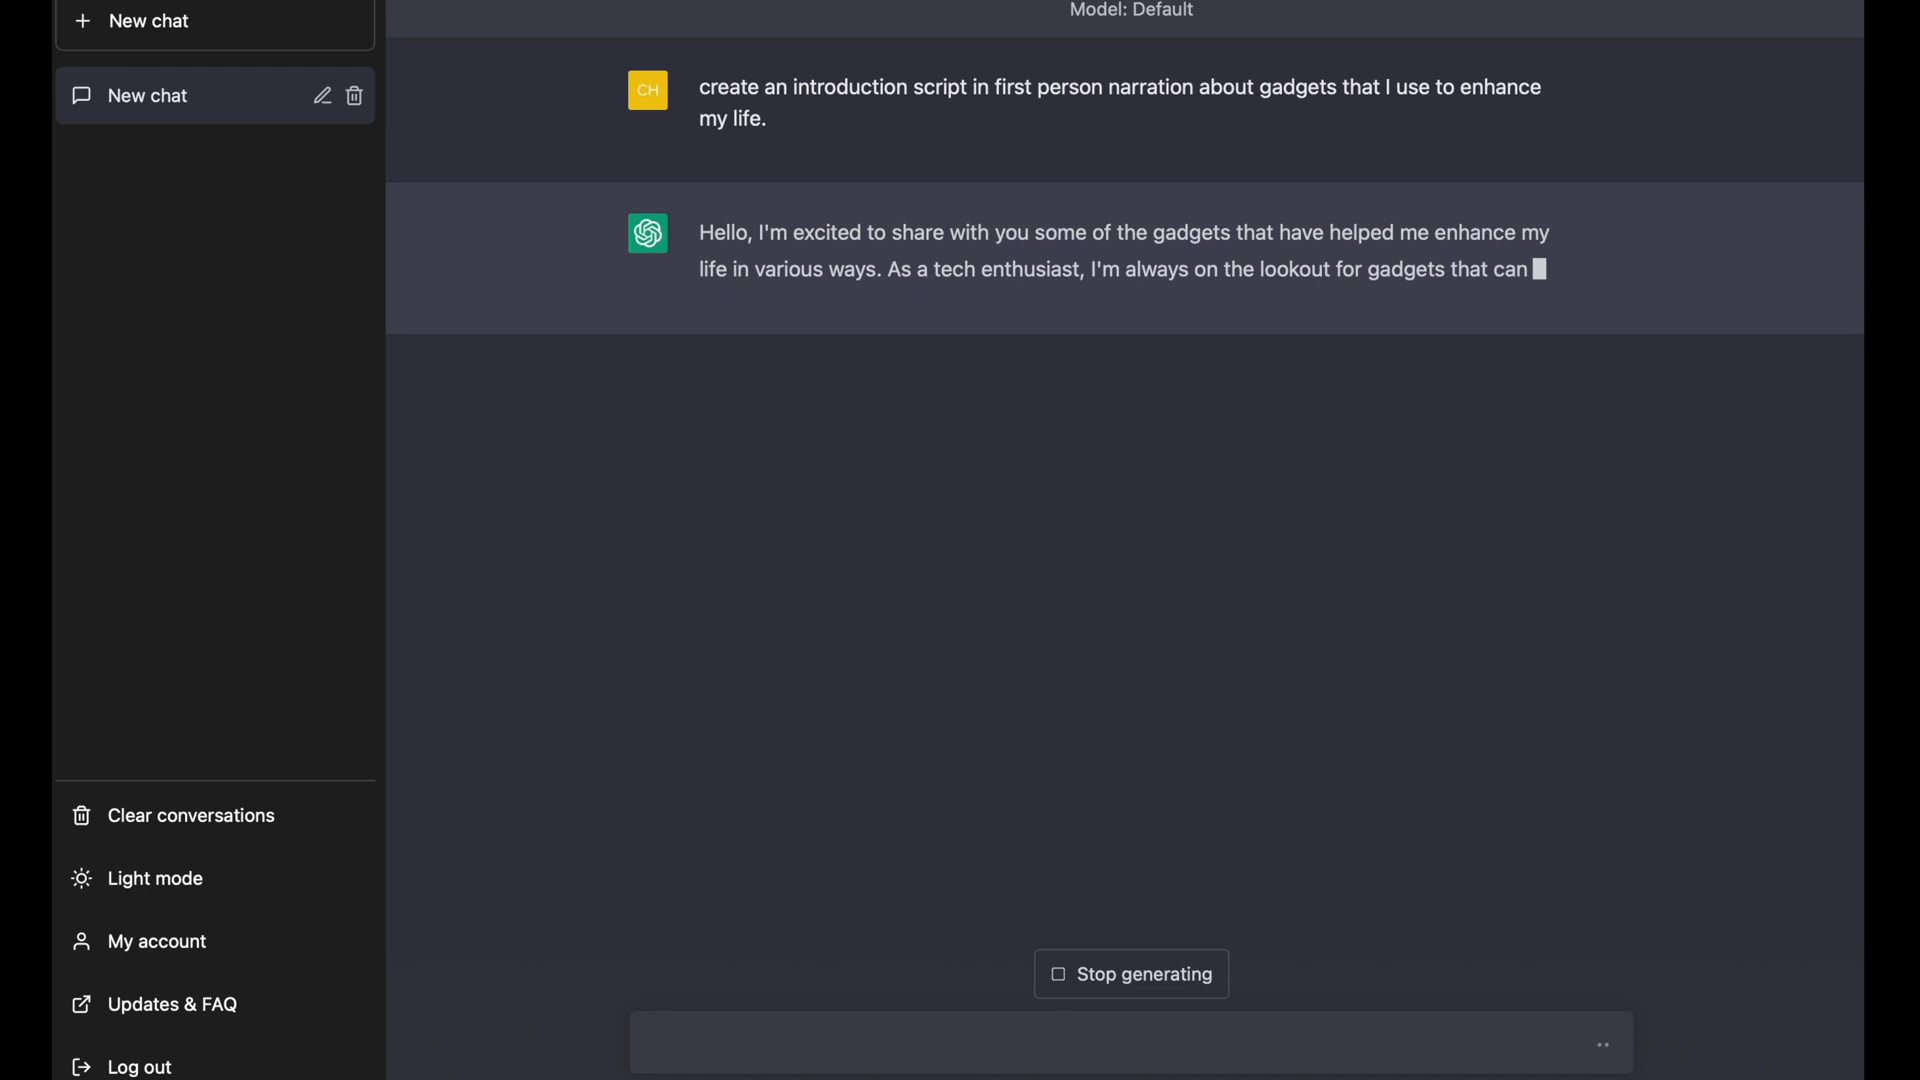 New chat
New chat
Clear conversations
Light mode
My account
Updates & FAQ
Log out
Model: Default
CH
create an introduction script in first person narration about gadgets that I use to enhance
my life.
Hello, I'm excited to share with you some of the gadgets that have helped me enhance my
life in various ways. As a tech enthusiast, I'm always on the lookout for gadgets that can
Stop generating